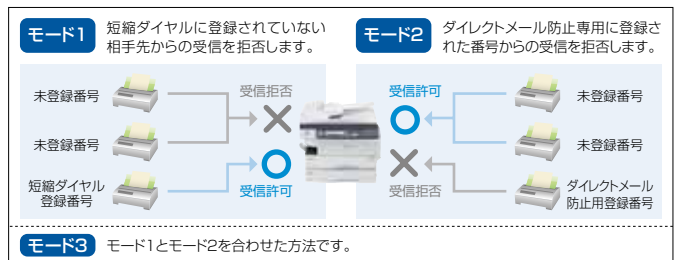 モード1
短縮ダイヤルに登録されていない
相手先からの受信を拒否します。
未登録番号
未登録番号
短縮ダイヤル
登録番号
受信拒否
受信許可
モード2
ダイレクトメール防止専用に登録さ
れた番号からの受信を拒否します。
受信許可
受信拒否
未登録番号
未登録番号
ダイレクトメール
防止用登録番号
モード3
モード1とモード2を合わせた方法です。